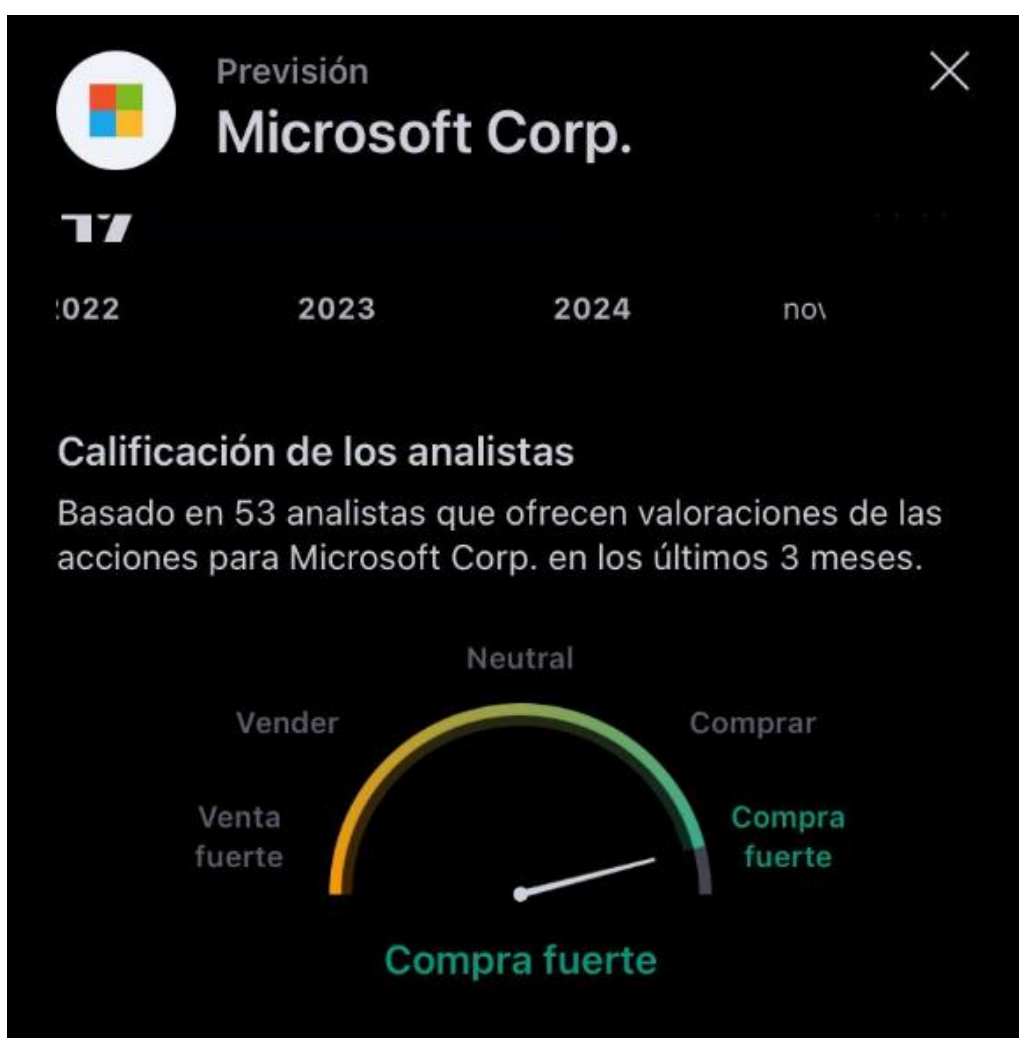 Previsión
Microsoft Corp.
2023
2024
Calificación de los analistas
Basado en 53 analistas que ofrecen valoraciones de las
acciones para Microsoft Corp. en los últimos 3 meses.
Neutral
Vender
Comprar
Venta
fuerte
Compra
fuerte
Compra fuerte